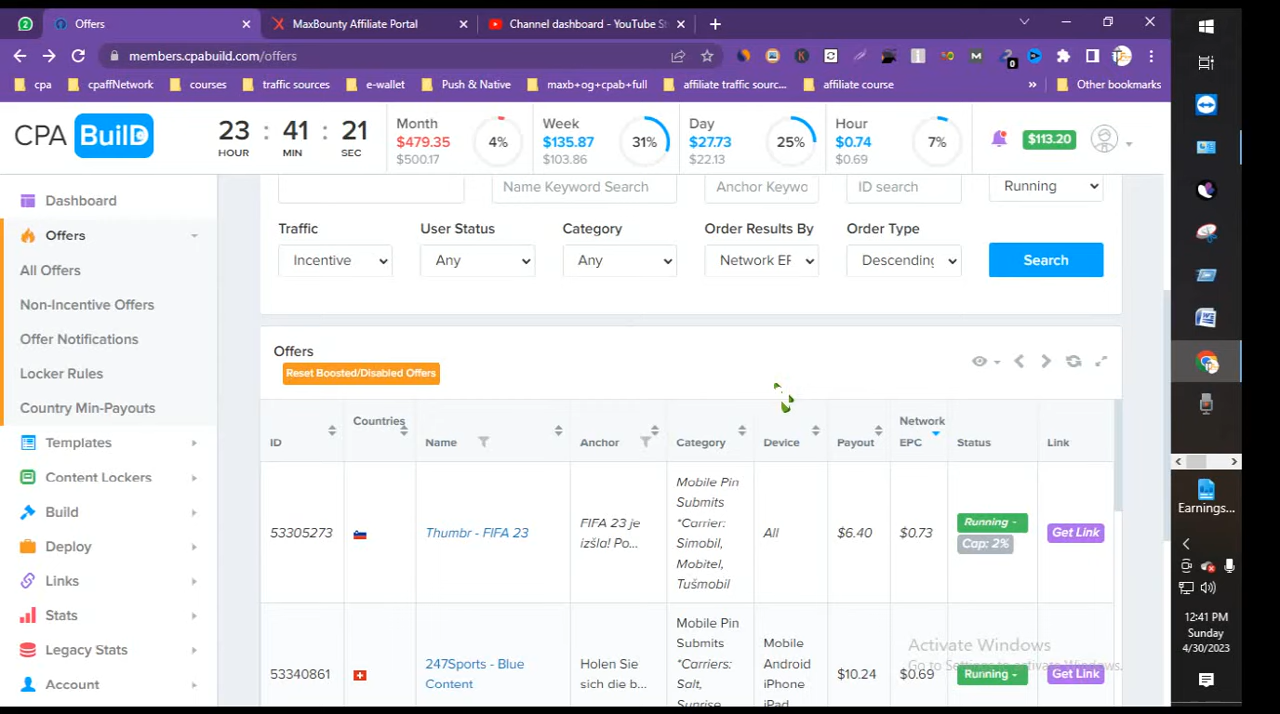 Offers
MaxBounty Affiliate Portal
Channel dashboard - YouTube St
members.cpabuild.com/offers
cpa
cpaffNetwork
courses
traffic sources
e-wallet
Push & Native
maxb+og+cpab+full
affiliate traffic sourc...
affiliate course
Other bookmarks
CPA BuilD
23 : 41 : 21
HOUR MIN SEC
Month
$479.35
$500.17
4%
Week
$135.87
$103.86
31%
Day
$27.73
$22.13
25%
Hour
$0.74
$0.69
7%
$113.20
Dashboard
Offers
All Offers
Non-Incentive Offers
Offer Notifications
Locker Rules
Country Min-Payouts
Templates
Content Lockers
Build
Deploy
Links
Stats
Legacy Stats
Account
Name Keyword Search
Anchor Keywo
ID search
Running
Traffic
User Status
Category
Order Results By
Order Type
Incentive
Any
Any
Network EF
Descending
Search
Offers
Reset Boosted/Disabled Offers
ID
Countries
Name
Anchor
Category
Device
Payout
Network
EPC
Status
Link
53305273
Thumbr - FIFA 23
FIFA 23 je
izšla! Po...
Mobile Pin
Submits
*Carrier:
Simobil,
Mobitel,
Tušmobil
All
$6.40
$0.73
Running
Cap: 2%
Get Link
53340861
247Sports - Blue
Content
Holen Sie
sich die b...
Mobile Pin
Submits
*Carriers:
Salt,
Sunrise
Mobile
Android
iPhone
iPad
$10.24
$0.69
Running
Get Link
Activate Windows
Go to Settings to activate Windows.
Earnings...
12:41 PM
Sunday
4/30/2023